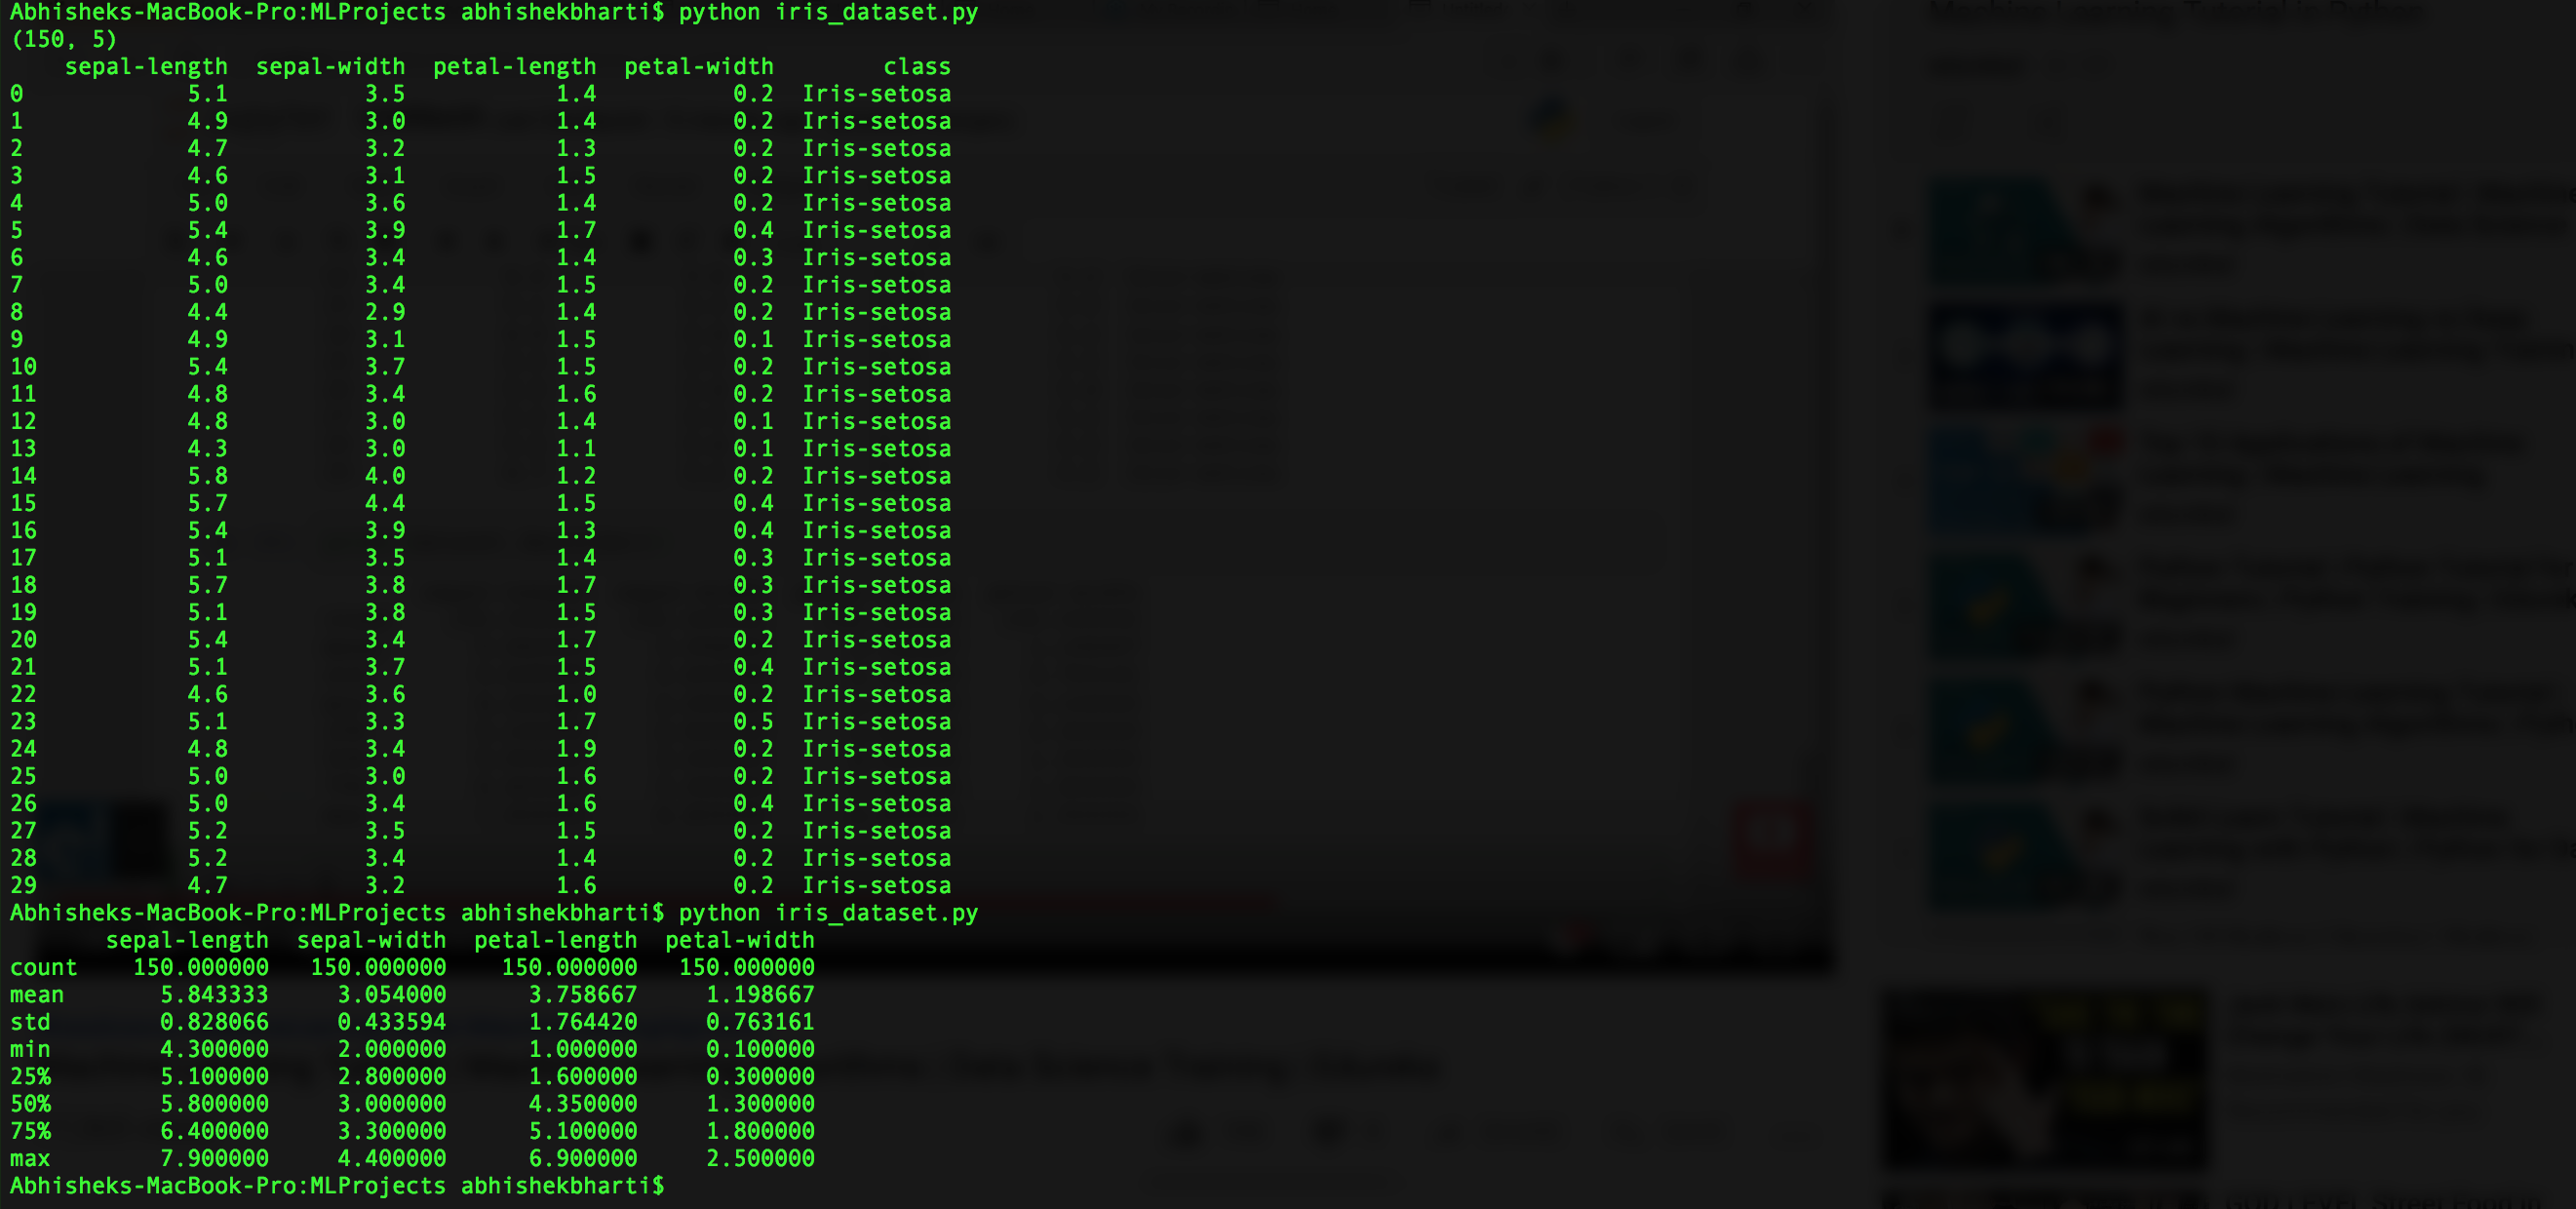 Abhisheks-MacBook-Pro:MLProjects abhishekbharti$ python iris_dataset.py
(150, 5)
sepal-length sepal-width petal-length petal-width class
0 5.1 3.5 1.4 0.2 Iris-setosa
1 4.9 3.0 1.4 0.2 Iris-setosa
2 4.7 3.2 1.3 0.2 Iris-setosa
3 4.6 3.1 1.5 0.2 Iris-setosa
4 5.0 3.6 1.4 0.2 Iris-setosa
5 5.4 3.9 1.7 0.4 Iris-setosa
6 4.6 3.4 1.4 0.3 Iris-setosa
7 5.0 3.4 1.5 0.2 Iris-setosa
8 4.4 2.9 1.4 0.2 Iris-setosa
9 4.9 3.1 1.5 0.1 Iris-setosa
10 5.4 3.7 1.5 0.2 Iris-setosa
11 4.8 3.4 1.6 0.2 Iris-setosa
12 4.8 3.0 1.4 0.1 Iris-setosa
13 4.3 3.0 1.1 0.1 Iris-setosa
14 5.8 4.0 1.2 0.2 Iris-setosa
15 5.7 4.4 1.5 0.4 Iris-setosa
16 5.4 3.9 1.3 0.4 Iris-setosa
17 5.1 3.5 1.4 0.3 Iris-setosa
18 5.7 3.8 1.7 0.3 Iris-setosa
19 5.1 3.8 1.5 0.3 Iris-setosa
20 5.4 3.4 1.7 0.2 Iris-setosa
21 5.1 3.7 1.5 0.4 Iris-setosa
22 4.6 3.6 1.0 0.2 Iris-setosa
23 5.1 3.3 1.7 0.5 Iris-setosa
24 4.8 3.4 1.9 0.2 Iris-setosa
25 5.0 3.0 1.6 0.2 Iris-setosa
26 5.0 3.4 1.6 0.4 Iris-setosa
27 5.2 3.5 1.5 0.2 Iris-setosa
28 5.2 3.4 1.4 0.2 Iris-setosa
29 4.7 3.2 1.6 0.2 Iris-setosa
Abhisheks-MacBook-Pro:MLProjects abhishekbharti$ python iris_dataset.py
sepal-length sepal-width petal-length petal-width
count 150.000000 150.000000 150.000000 150.000000
mean 5.843333 3.054000 3.758667 1.198667
std 0.828066 0.433594 1.764420 0.763161
min 4.300000 2.000000 1.000000 0.100000
25% 5.100000 2.800000 1.600000 0.300000
50% 5.800000 3.000000 4.350000 1.300000
75% 6.400000 3.300000 5.100000 1.800000
max 7.900000 4.400000 6.900000 2.500000
Abhisheks-MacBook-Pro:MLProjects abhishekbharti$